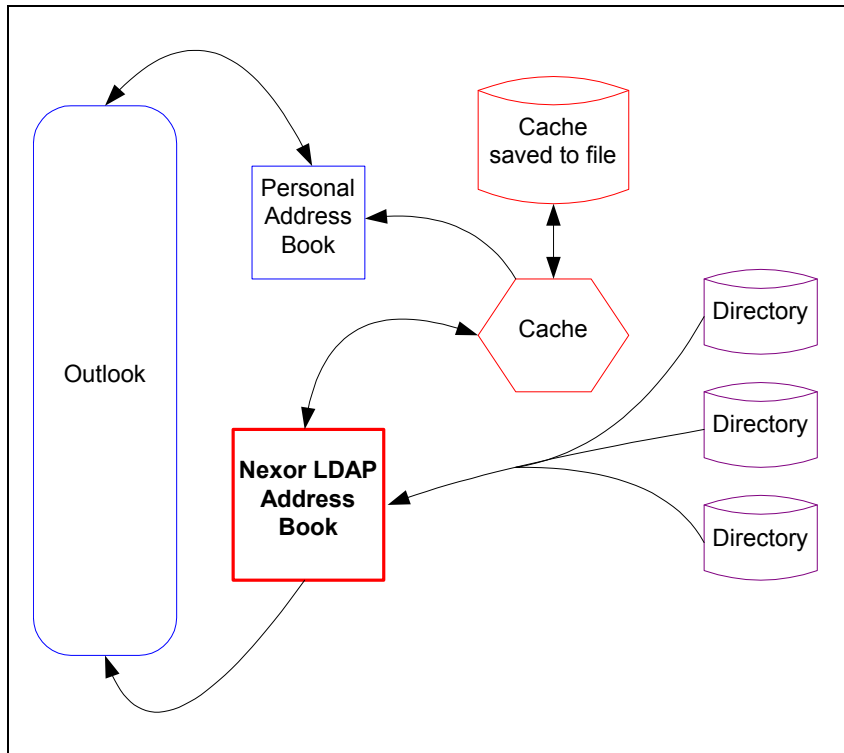 Cache
saved to file
Personal
Address
Book
Directory
Cache
Outlook
Directory
Nexor LDAP
Address
Book
Directory